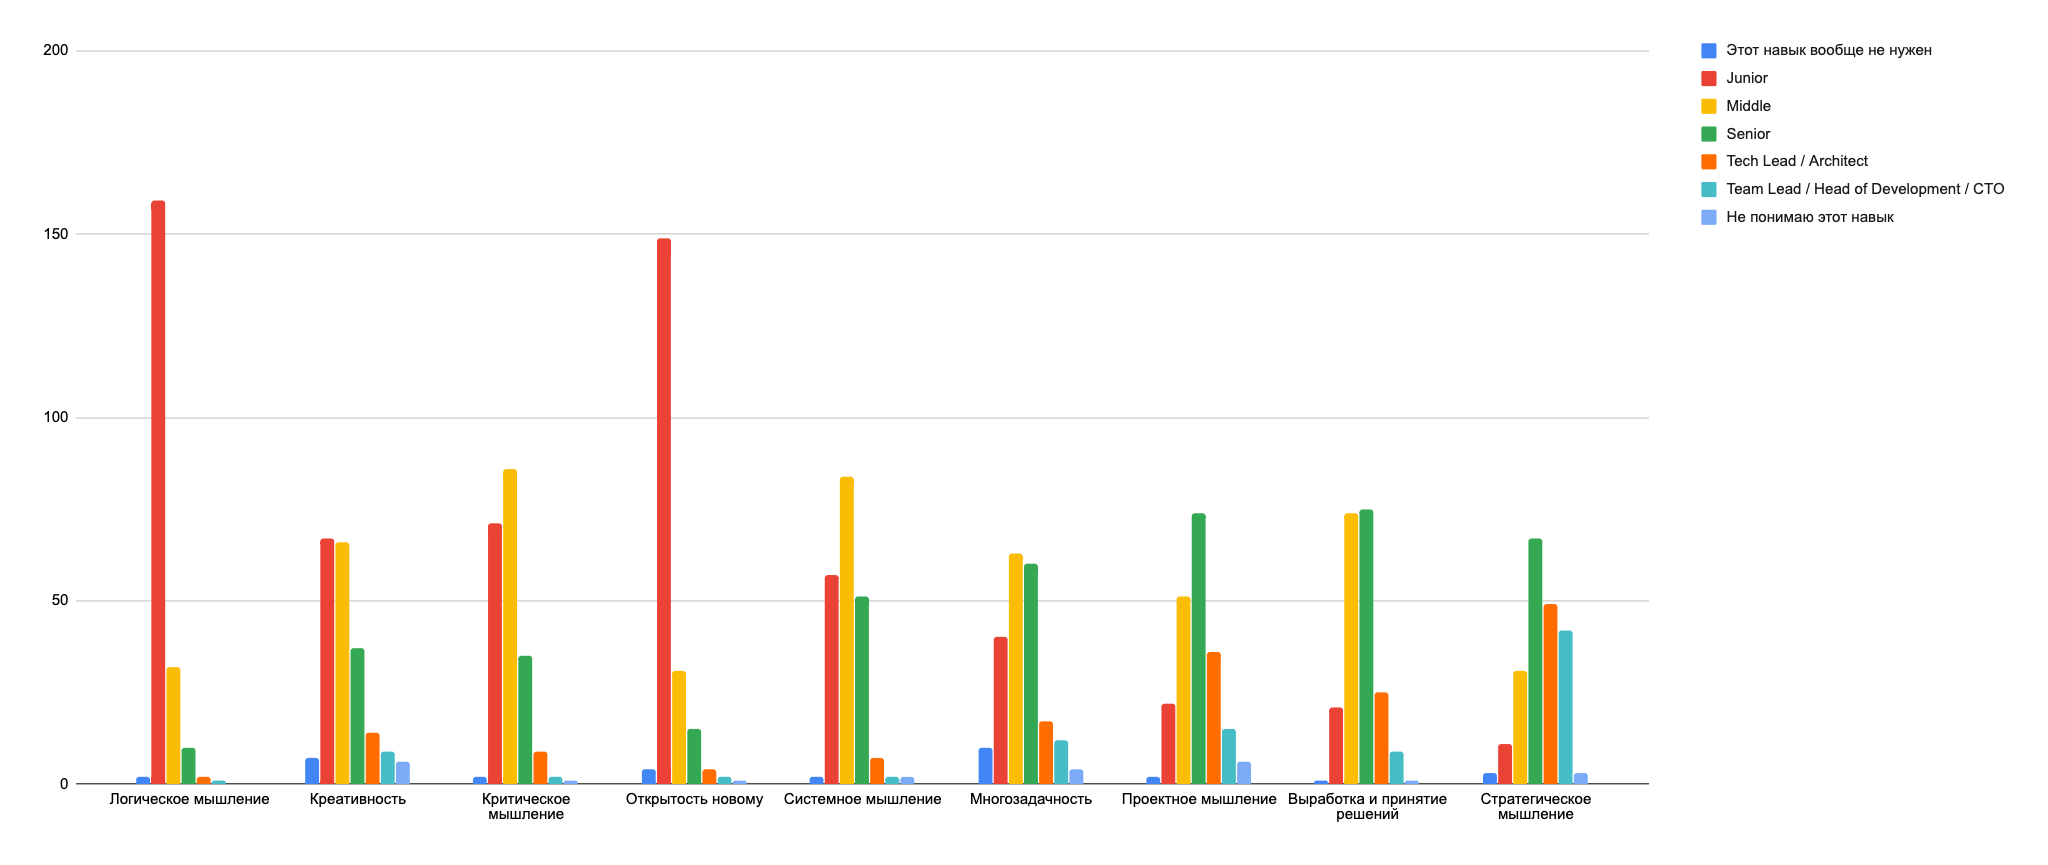 200
150
100
50
0
Логическое мышление
Креативность
Критическое
мышление
Открытость новому
Системное мышление
Многозадачность
Проектное мышление
Выработка и принятие
решений
Стратегическое
мышление
Этот навык вообще не нужен
Junior
Middle
Senior
Tech Lead / Architect
Team Lead / Head of Development / CTO
Не понимаю этот навык